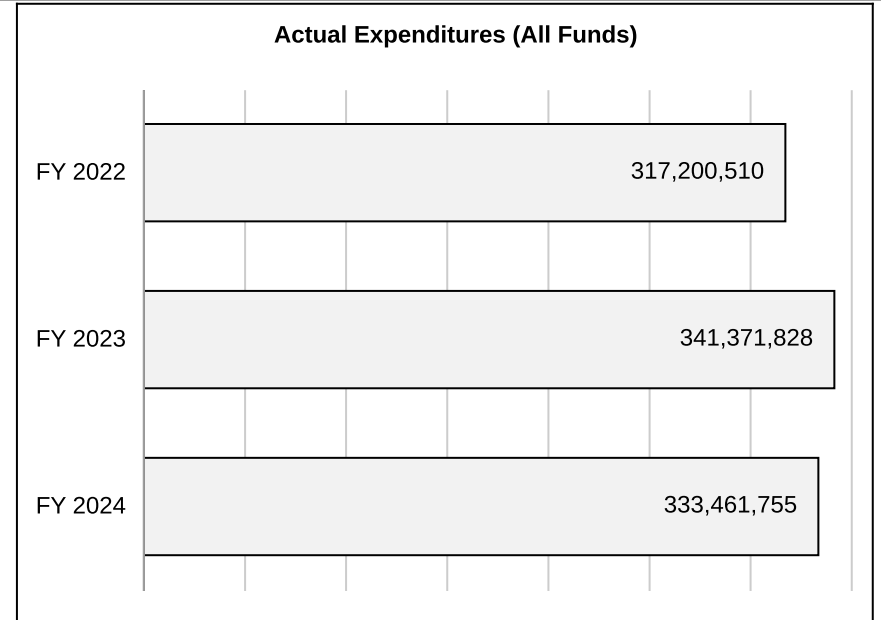 Actual Expenditures (All Funds)
FY 2022 317,200,510
FY 2023 341,371,828
FY 2024 333,461,755